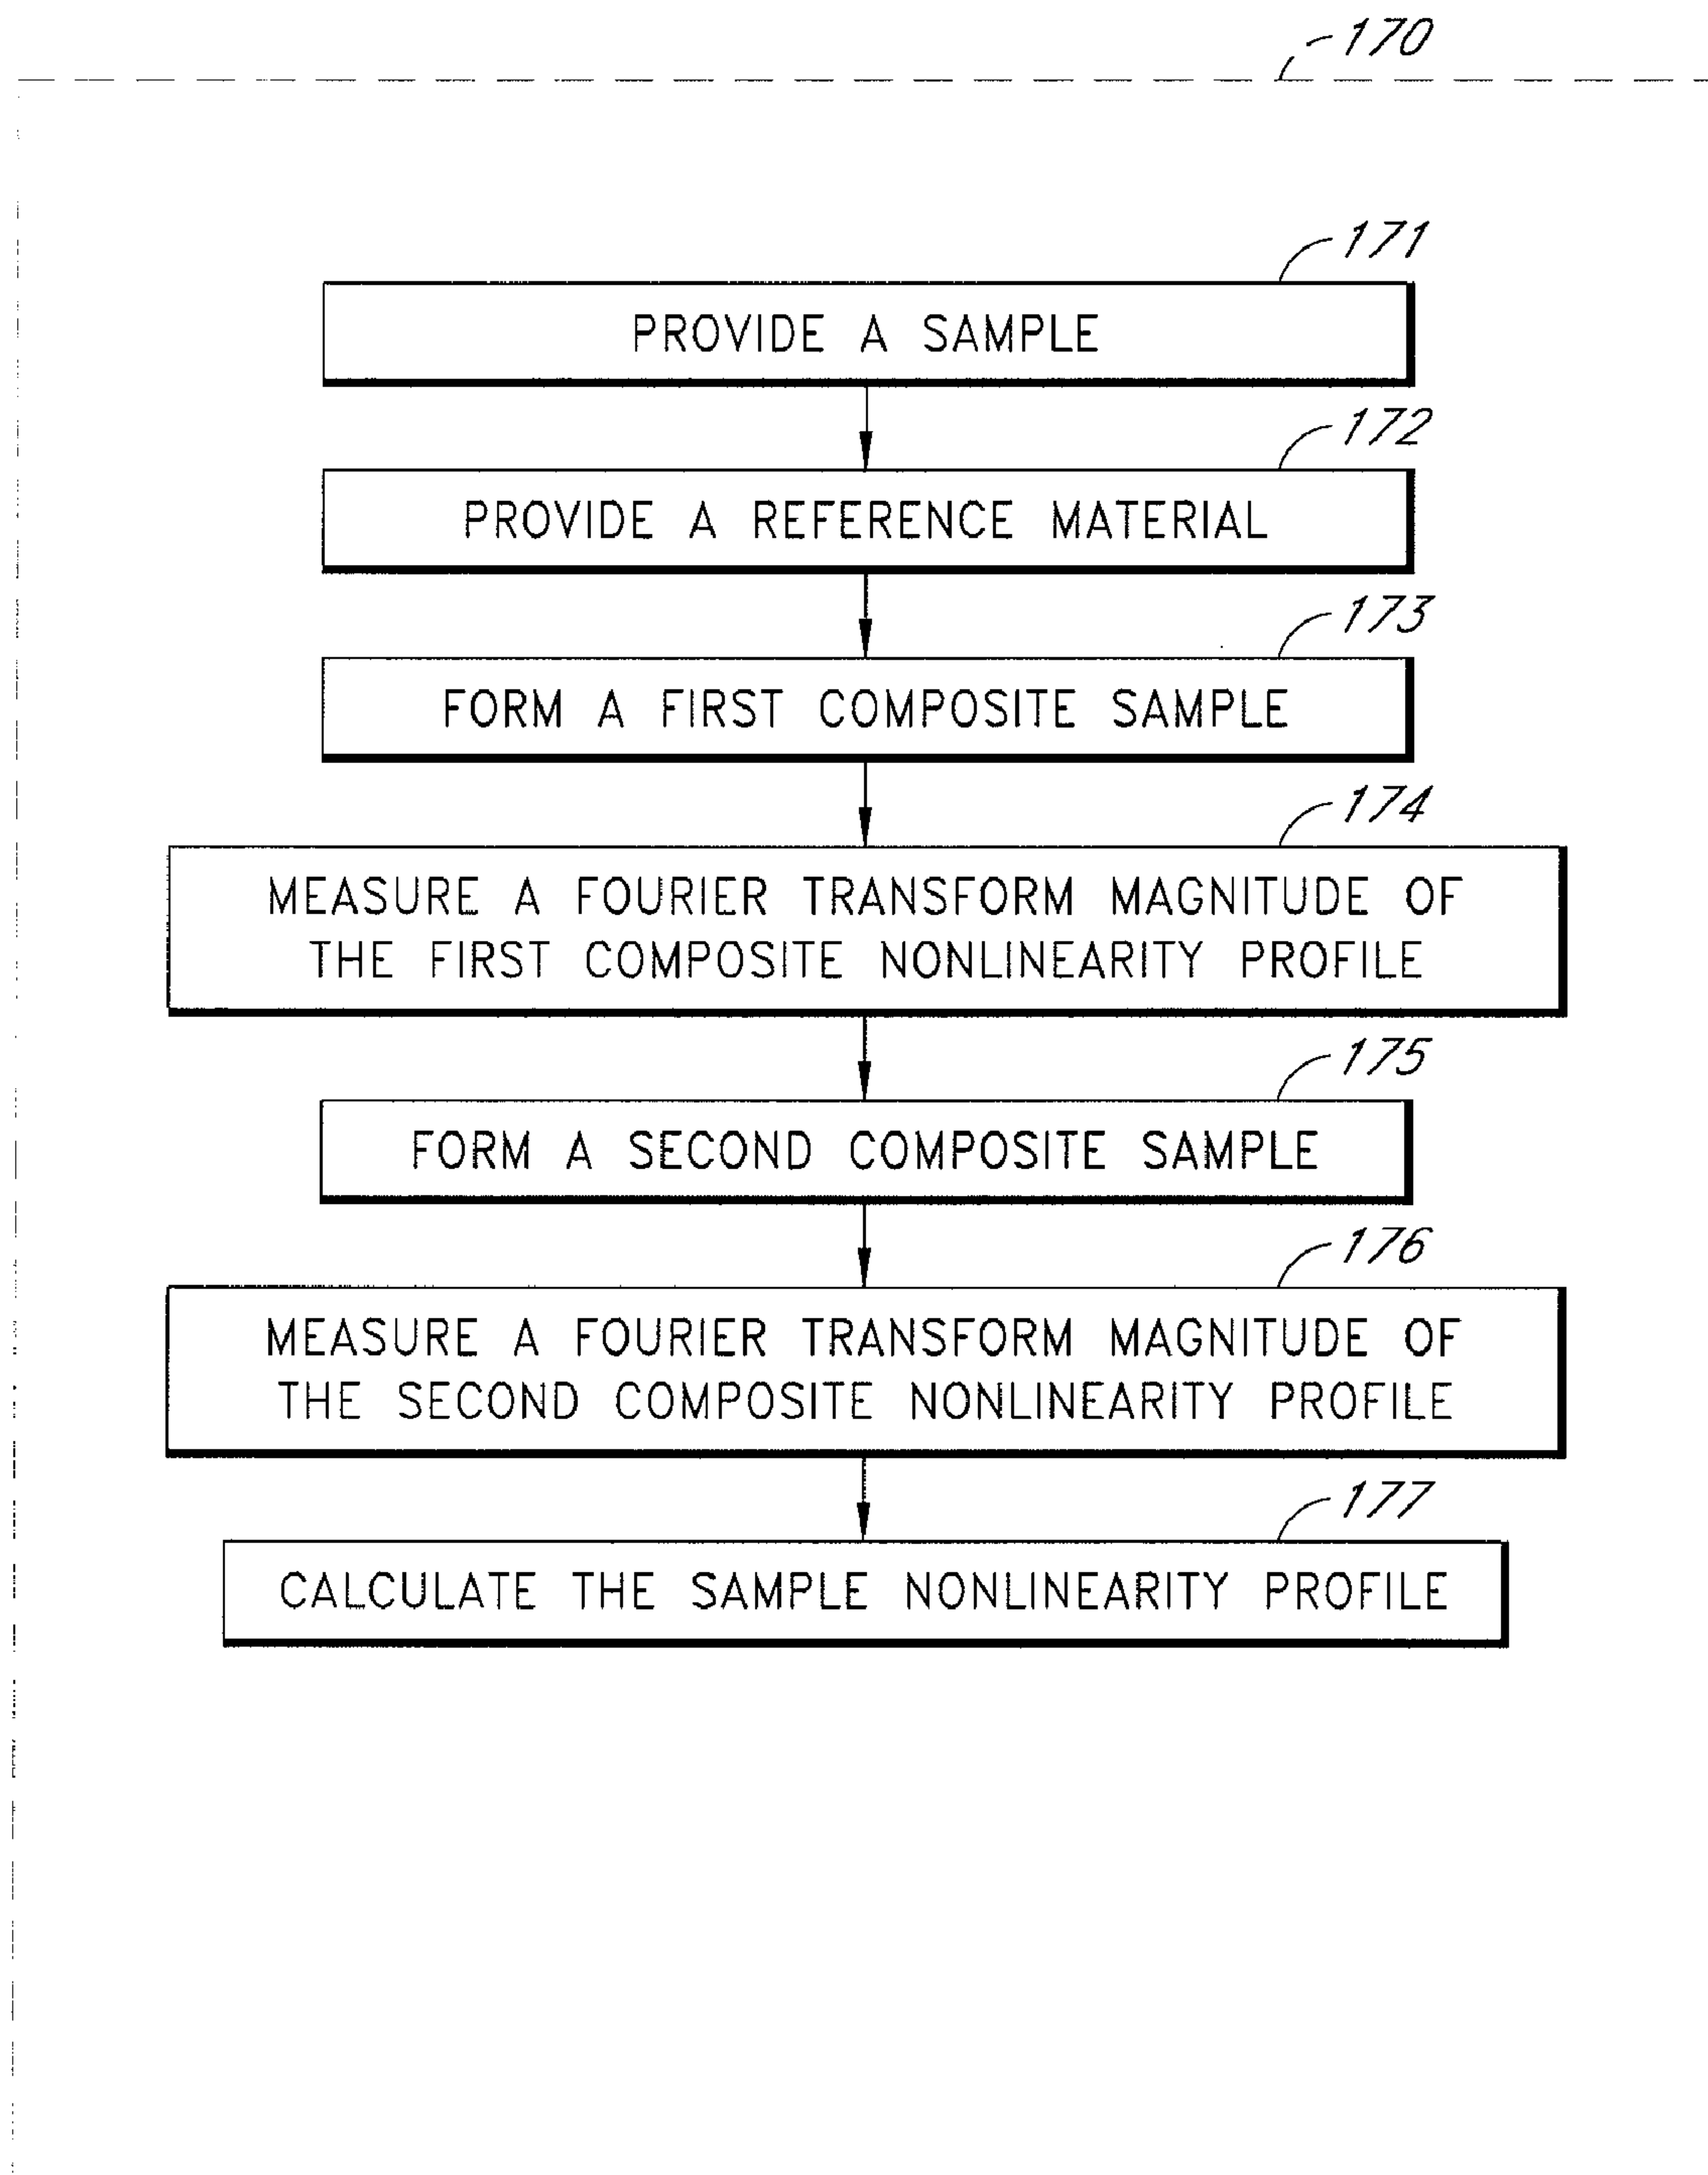 170
171
PROVIDE A SAMPLE
172
PROVIDE A REFERENCE MATERIAL
173
FORM A FIRST COMPOSITE SAMPLE
174
MEASURE A FOURIER TRANSFORM MAGNITUDE OF
THE FIRST COMPOSITE NONLINEARITY PROFILE
175
FORM A SECOND COMPOSITE SAMPLE
176
MEASURE A FOURIER TRANSFORM MAGNITUDE OF
THE SECOND COMPOSITE NONLINEARITY PROFILE
177
CALCULATE THE SAMPLE NONLINEARITY PROFILE